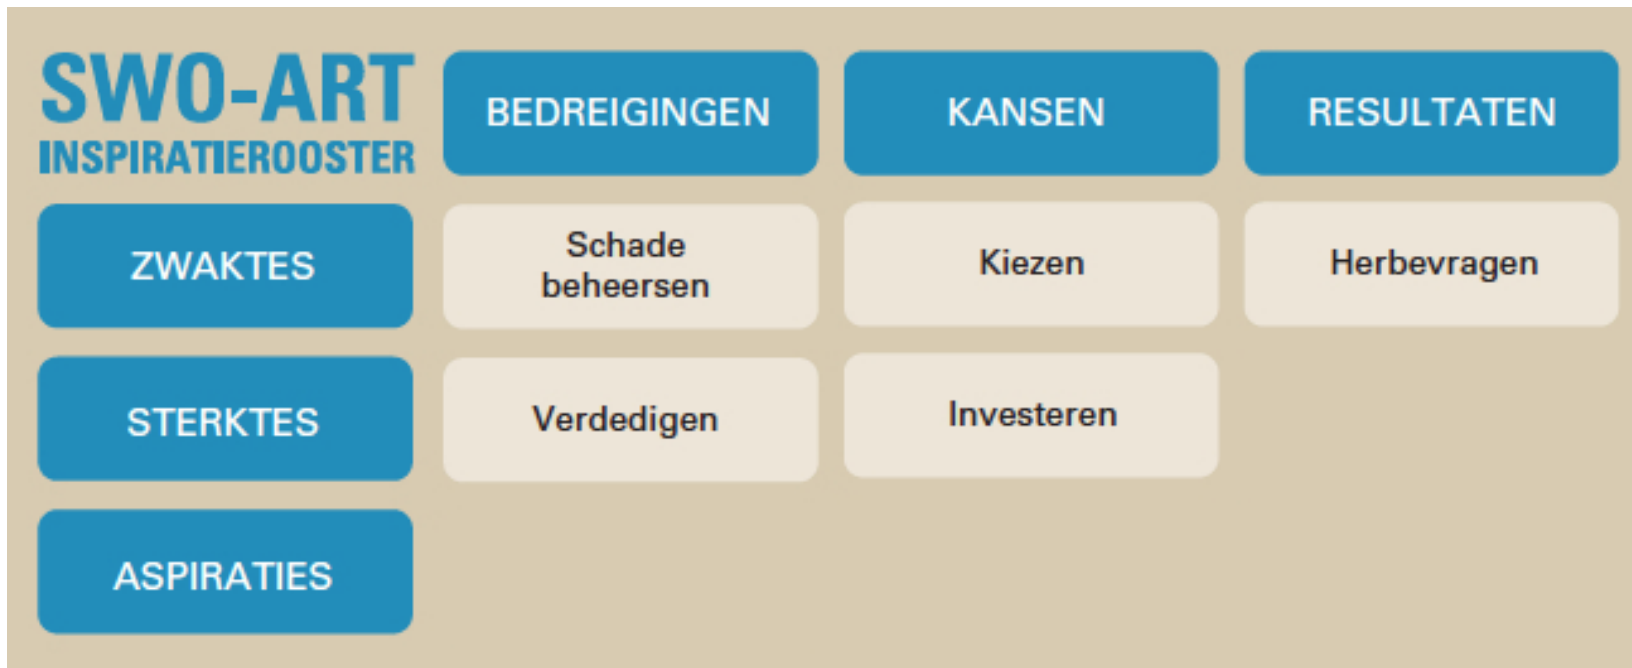 SWO-ART
INSPIRATIEROOSTER
BEDREIGINGEN
KANSEN
RESULTATEN
ZWAKTES
Schade
beheersen
Kiezen
Herbevragen
STERKTES
Verdedigen
Investeren
ASPIRATIES